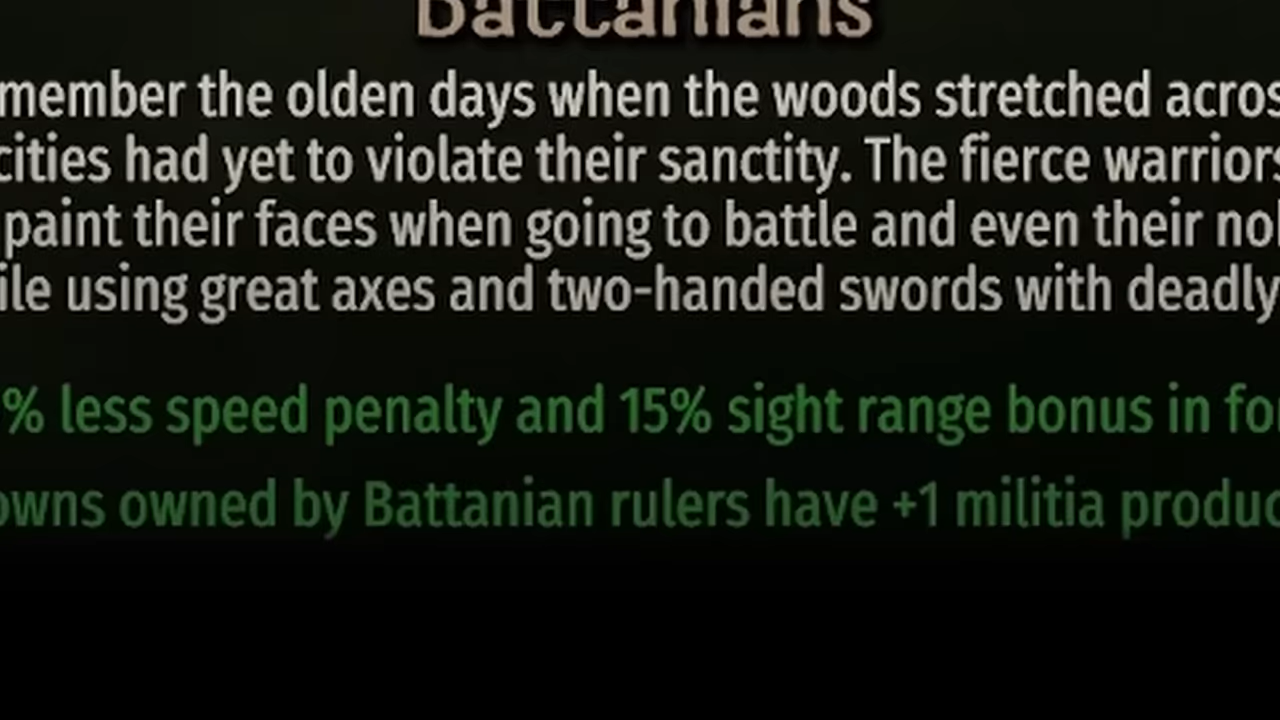 Battanians
member the olden days when the woods stretched acros
cities had yet to violate their sanctity. The fierce warriors
paint their faces when going to battle and even their no
ile using great axes and two-handed swords with deadly
% less speed penalty and 15% sight range bonus in fo
owns owned by Battanian rulers have +1 militia produc